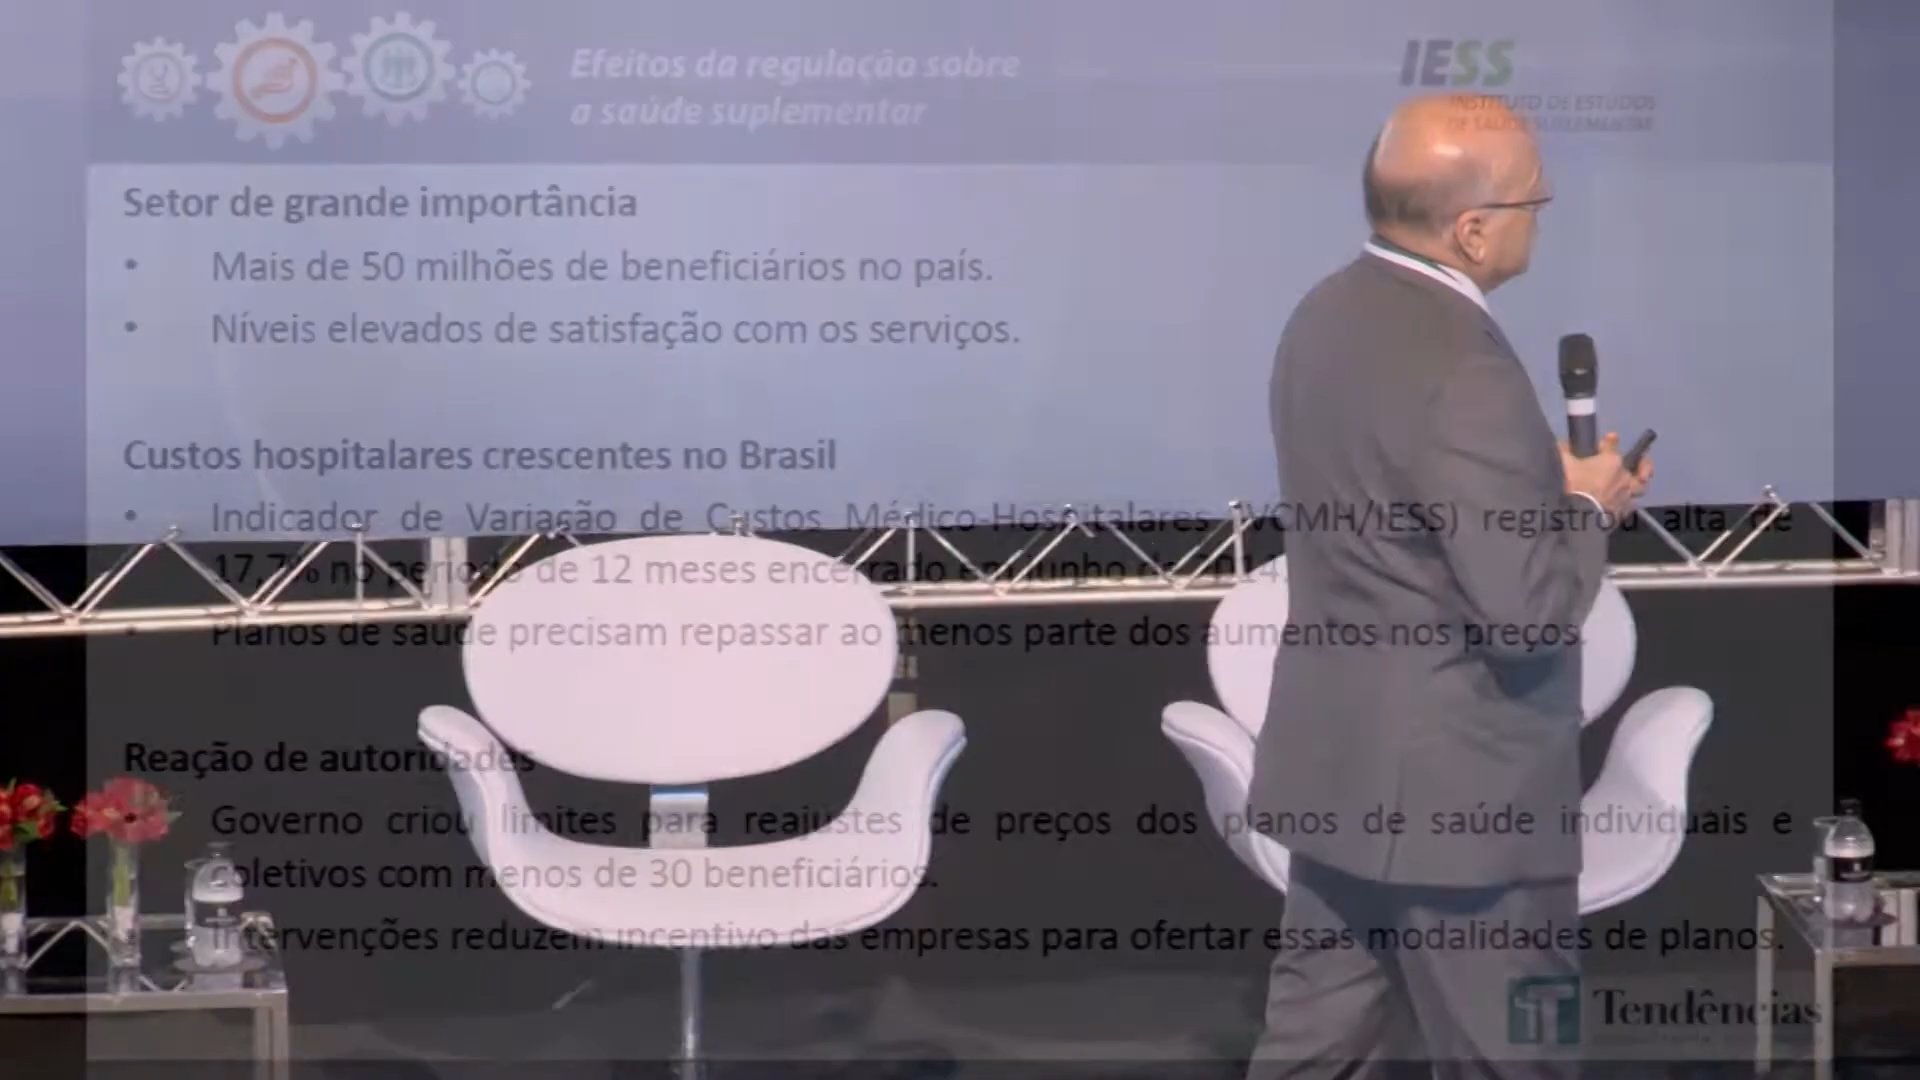 Efeitos da regulação sobre
a saúde suplementar
IESS
INSTITUTO DE ESTUDOS
DE SAÚDE SUPLEMENTAR
Setor de grande importância
• Mais de 50 milhões de beneficiários no país.
• Níveis elevados de satisfação com os serviços.
Custos hospitalares crescentes no Brasil
• Indicador de Variação de Custos Médico-Hospitalares (VCMH/IESS) registrou alta de
17,7% no período de 12 meses encerrado em junho de 2014.
• Planos de saúde precisam repassar ao menos parte dos aumentos nos preços.
Reação de autoridades
Governo criou limites para reajustes de preços dos planos de saúde individuais e
coletivos com menos de 30 beneficiários.
Intervenções reduzem incentivo das empresas para ofertar essas modalidades de planos.
Tendências